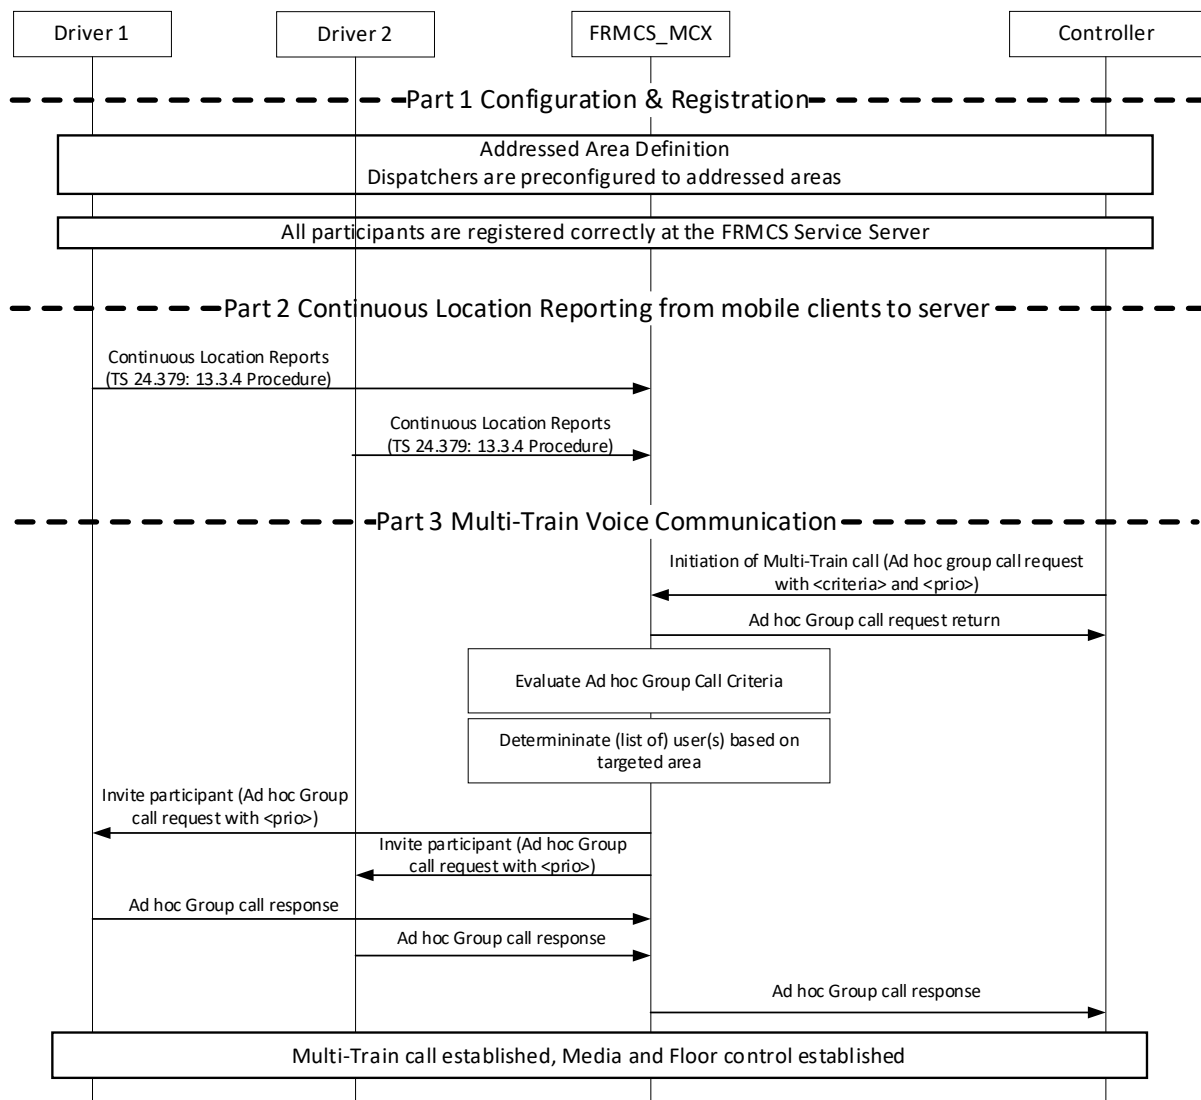 Driver 1
Driver 2
FRMCS_MCX
Controller
Part 1 Configuration & Registration
Addressed Area Definition
Dispatchers are preconfigured to addressed areas
All participants are registered correctly at the FRMCS Service Server
Part 2 Continuous Location Reporting from mobile clients to server
Continuous Location Reports
(TS 24.379: 13.3.4 Procedure)
Continuous Location Reports
(TS 24.379: 13.3.4 Procedure)
Part 3 Multi-Train Voice Communication
Initiation of Multi-Train call (Ad hoc group call request
with <criteria> and <prio>)
Ad hoc Group call request return
Evaluate Ad hoc Group Call Criteria
Determininate (list of) user(s) based on
targeted area
Invite participant (Ad hoc Group
call request with <prio>)
Invite participant (Ad hoc Group
call request with <prio>)
Ad hoc Group call response
Ad hoc Group call response
Ad hoc Group call response
Multi-Train call established, Media and Floor control established